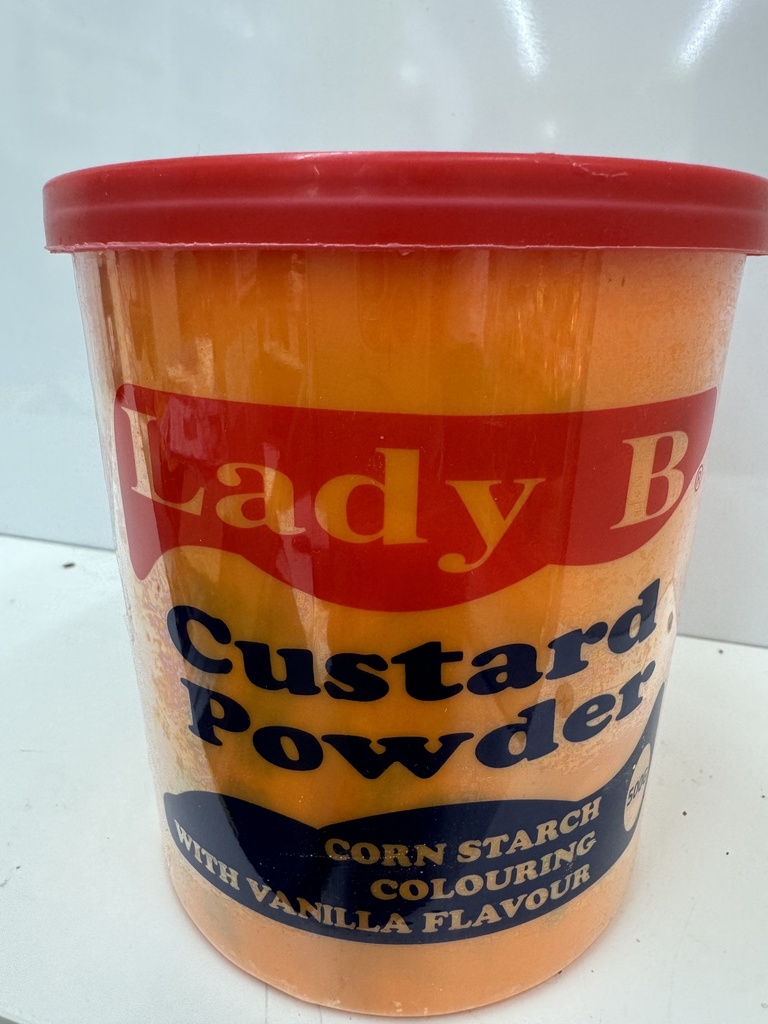 Lady B®
Custard
Powder
CORN STARCH
COLOURING
WITH VANILLA FLAVOUR